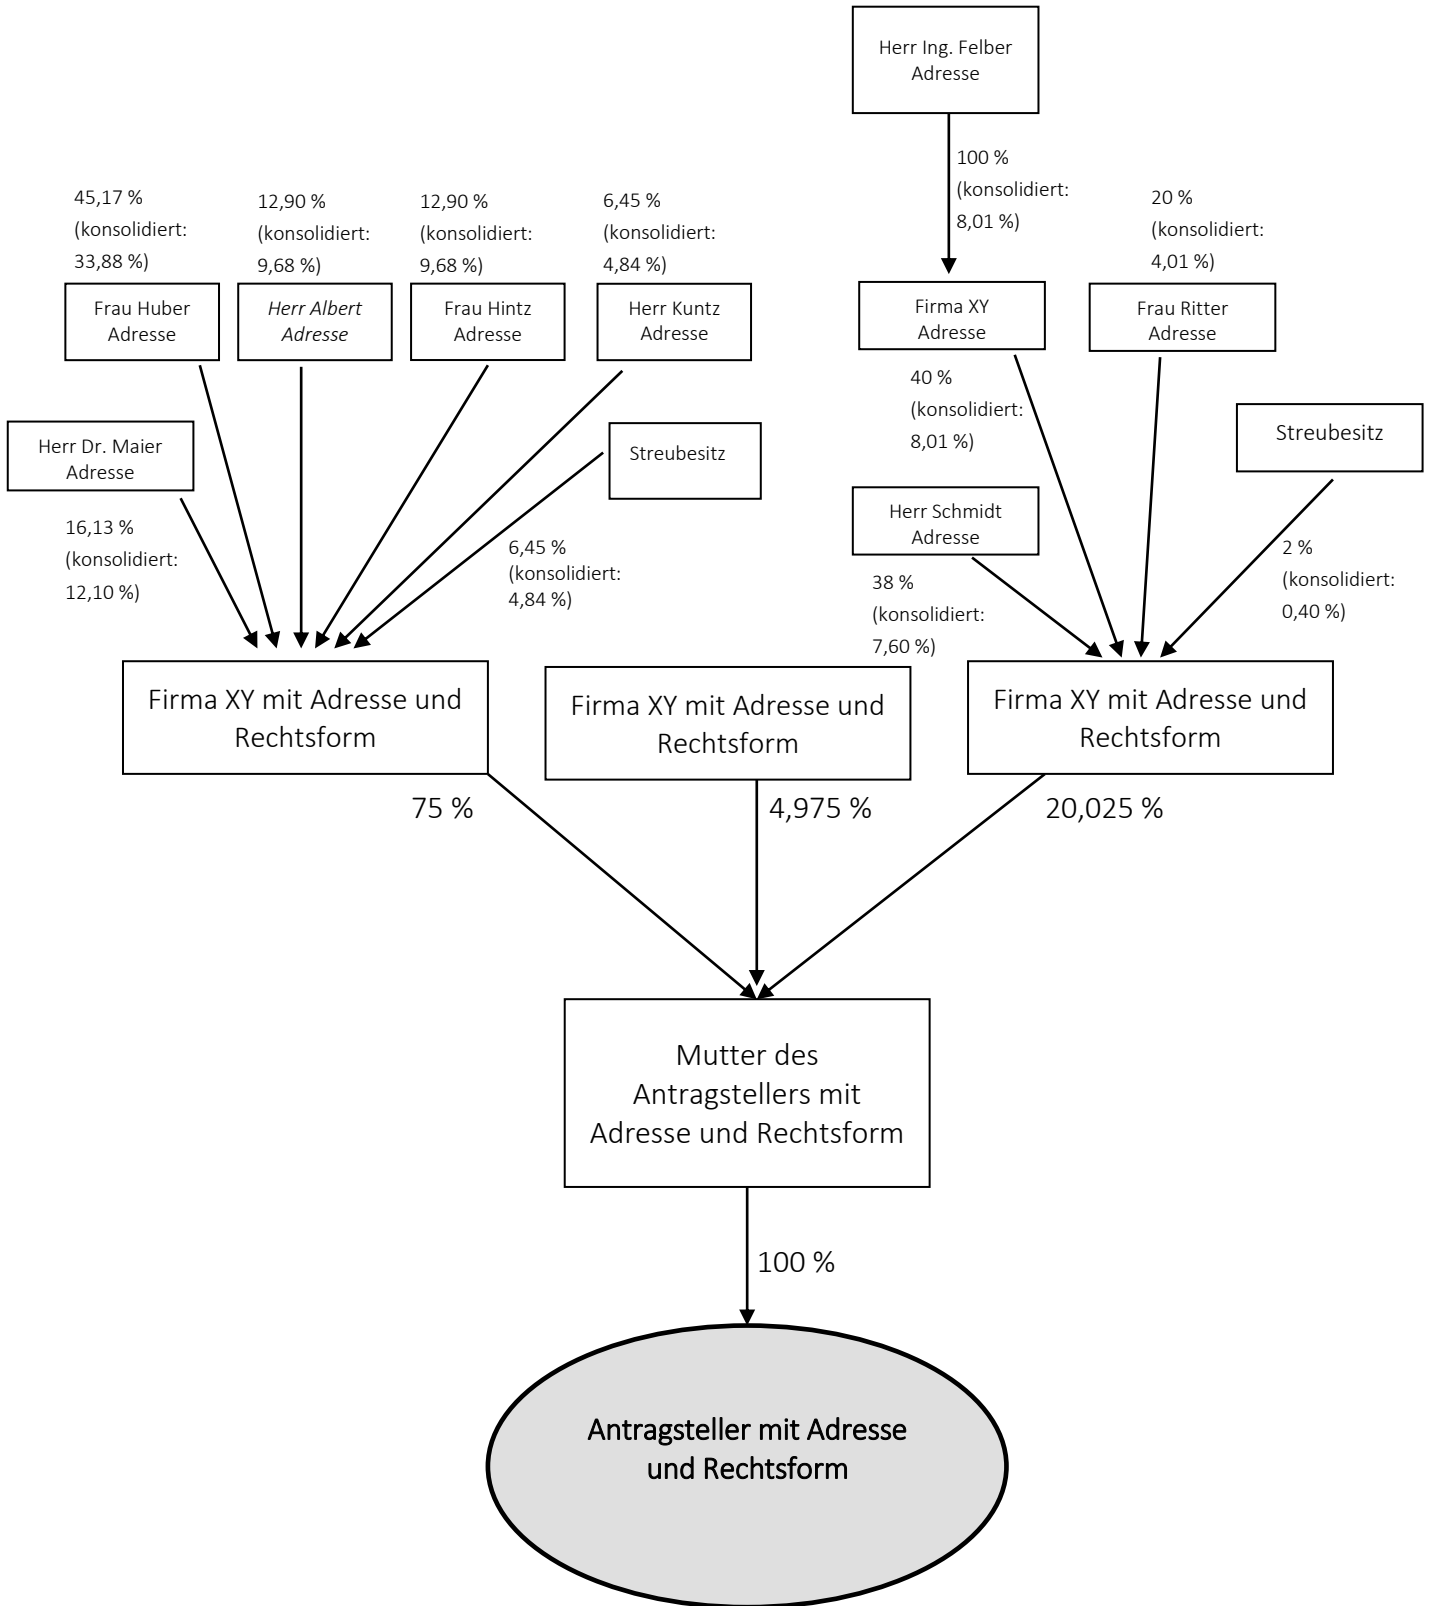 Herr Ing. Felber
Adresse
100 %
(konsolidiert:
8,01 %)
45,17 %
(konsolidiert:
33,88 %)
12,90 %
(konsolidiert:
9,68 %)
12,90 %
(konsolidiert:
9,68 %)
6,45 %
(konsolidiert:
4,84 %)
20 %
(konsolidiert:
4,01 %)
Frau Huber
Adresse
Herr Albert
Adresse
Frau Hintz
Adresse
Herr Kuntz
Adresse
Firma XY
Adresse
Frau Ritter
Adresse
40 %
(konsolidiert:
8,01 %)
Herr Dr. Maier
Adresse
Streubesitz
Streubesitz
16,13 %
(konsolidiert:
12,10 %)
6,45 %
(konsolidiert:
4,84 %)
Herr Schmidt
Adresse
38 %
(konsolidiert:
7,60 %)
2 %
(konsolidiert:
0,40 %)
Firma XY mit Adresse und
Rechtsform
Firma XY mit Adresse und
Rechtsform
Firma XY mit Adresse und
Rechtsform
75 %
4,975 %
20,025 %
Mutter des
Antragstellers mit
Adresse und Rechtsform
100 %
Antragsteller mit Adresse
und Rechtsform